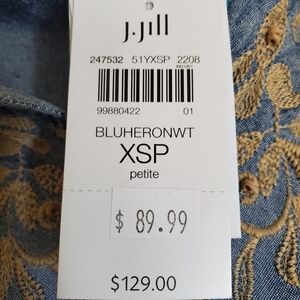 J.Jill
247532 51YXSP 2208
99880422 01
BLUHERONWT
XSP
petite
$ 89.99
$129.00